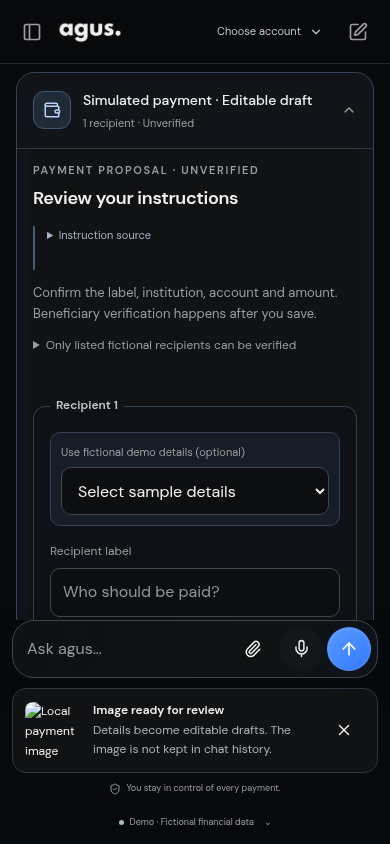 agus.
Choose account
Simulated payment · Editable draft
1 recipient · Unverified
PAYMENT PROPOSAL · UNVERIFIED
Review your instructions
Instruction source
Confirm the label, institution, account and amount.
Beneficiary verification happens after you save.
Only listed fictional recipients can be verified
Recipient 1
Use fictional demo details (optional)
Select sample details
Recipient label
Who should be paid?
Ask agus...
Local
payment
image
Image ready for review
Details become editable drafts. The
image is not kept in chat history.
You stay in control of every payment.
Demo · Fictional financial data